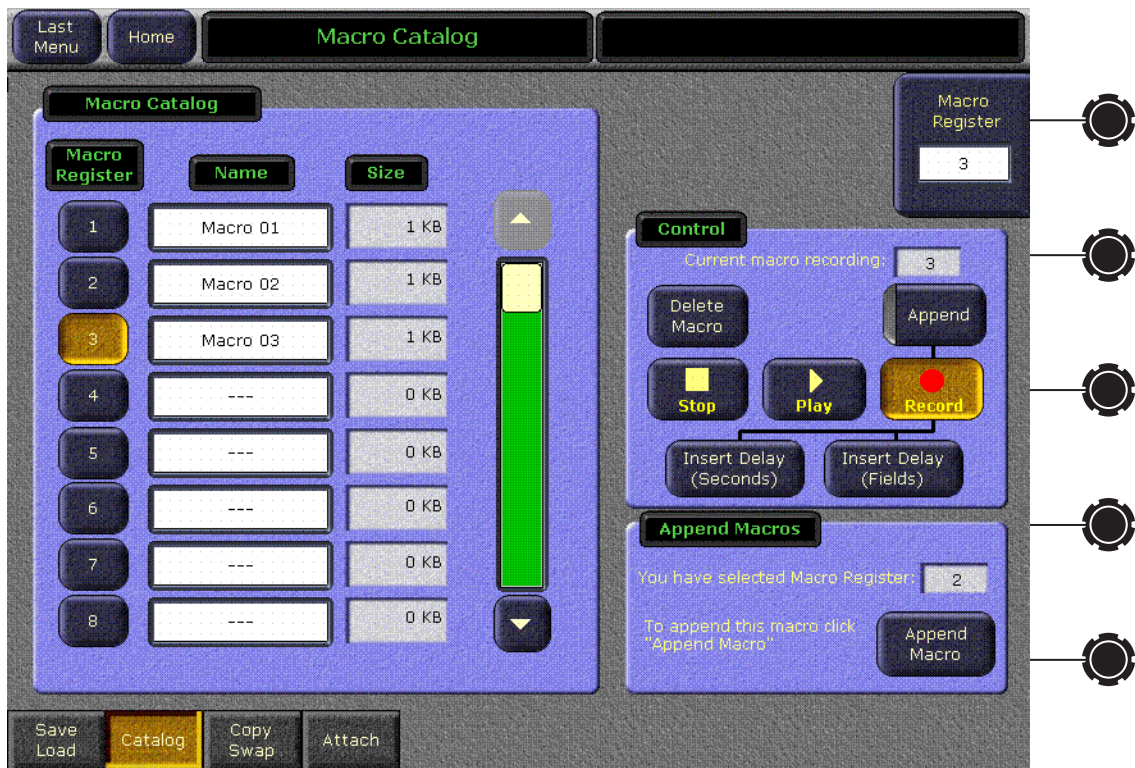 Last
Menu
Home
Macro Catalog
Macro
Register
3
Macro Catalog
Macro
Register
Name
Size
1
Macro 01
1 KB
2
Macro 02
1 KB
3
Macro 03
1 KB
4
---
0 KB
5
---
0 KB
6
---
0 KB
7
---
0 KB
8
---
0 KB
Control
Current macro recording:
3
Delete
Macro
Append
Stop
Play
Record
Insert Delay
(Seconds)
Insert Delay
(Fields)
Append Macros
You have selected Macro Register:
2
To append this macro click
"Append Macro"
Append
Macro
Save
Load
Catalog
Copy
Swap
Attach